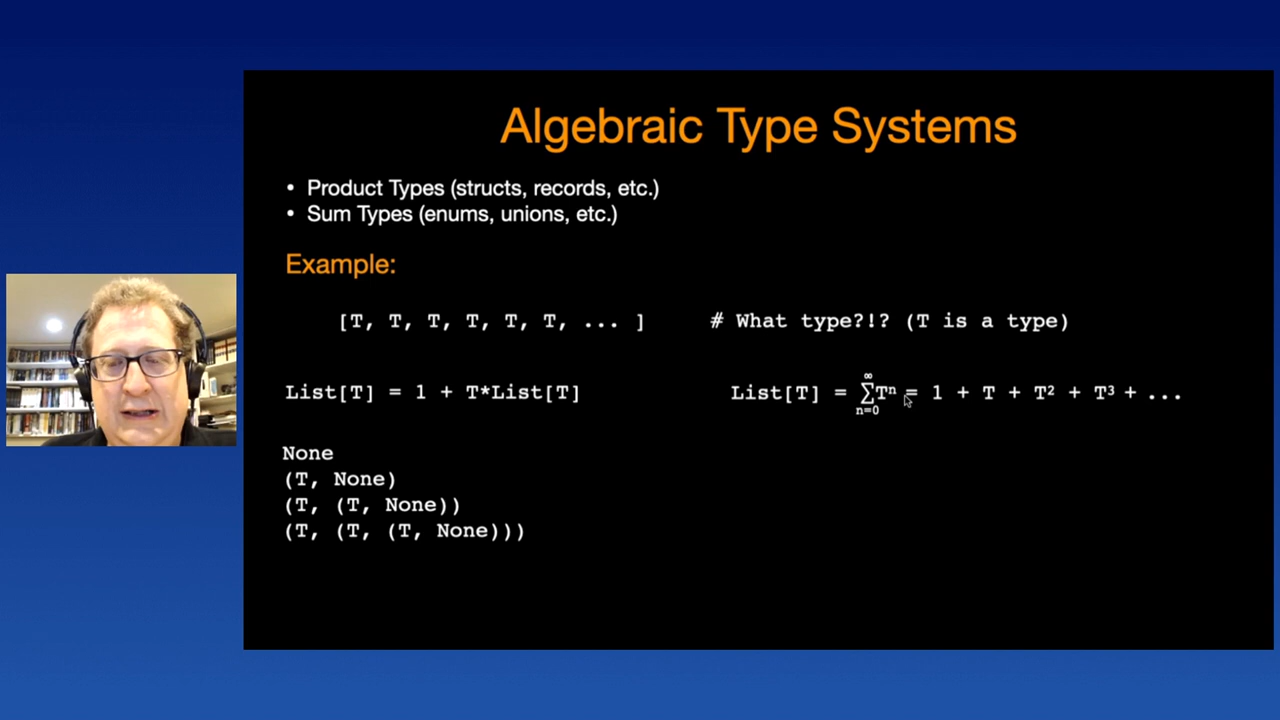 Algebraic Type Systems
• Product Types (structs, records, etc.)
• Sum Types (enums, unions, etc.)
Example:
[T, T, T, T, T, T, ... ] # What type?!? (T is a type)
List[T] = 1 + T*List[T]
List[T] = ∞∑n=0 Tⁿ = 1 + T + T² + T³ + ...
None
(T, None)
(T, (T, None))
(T, (T, (T, None)))